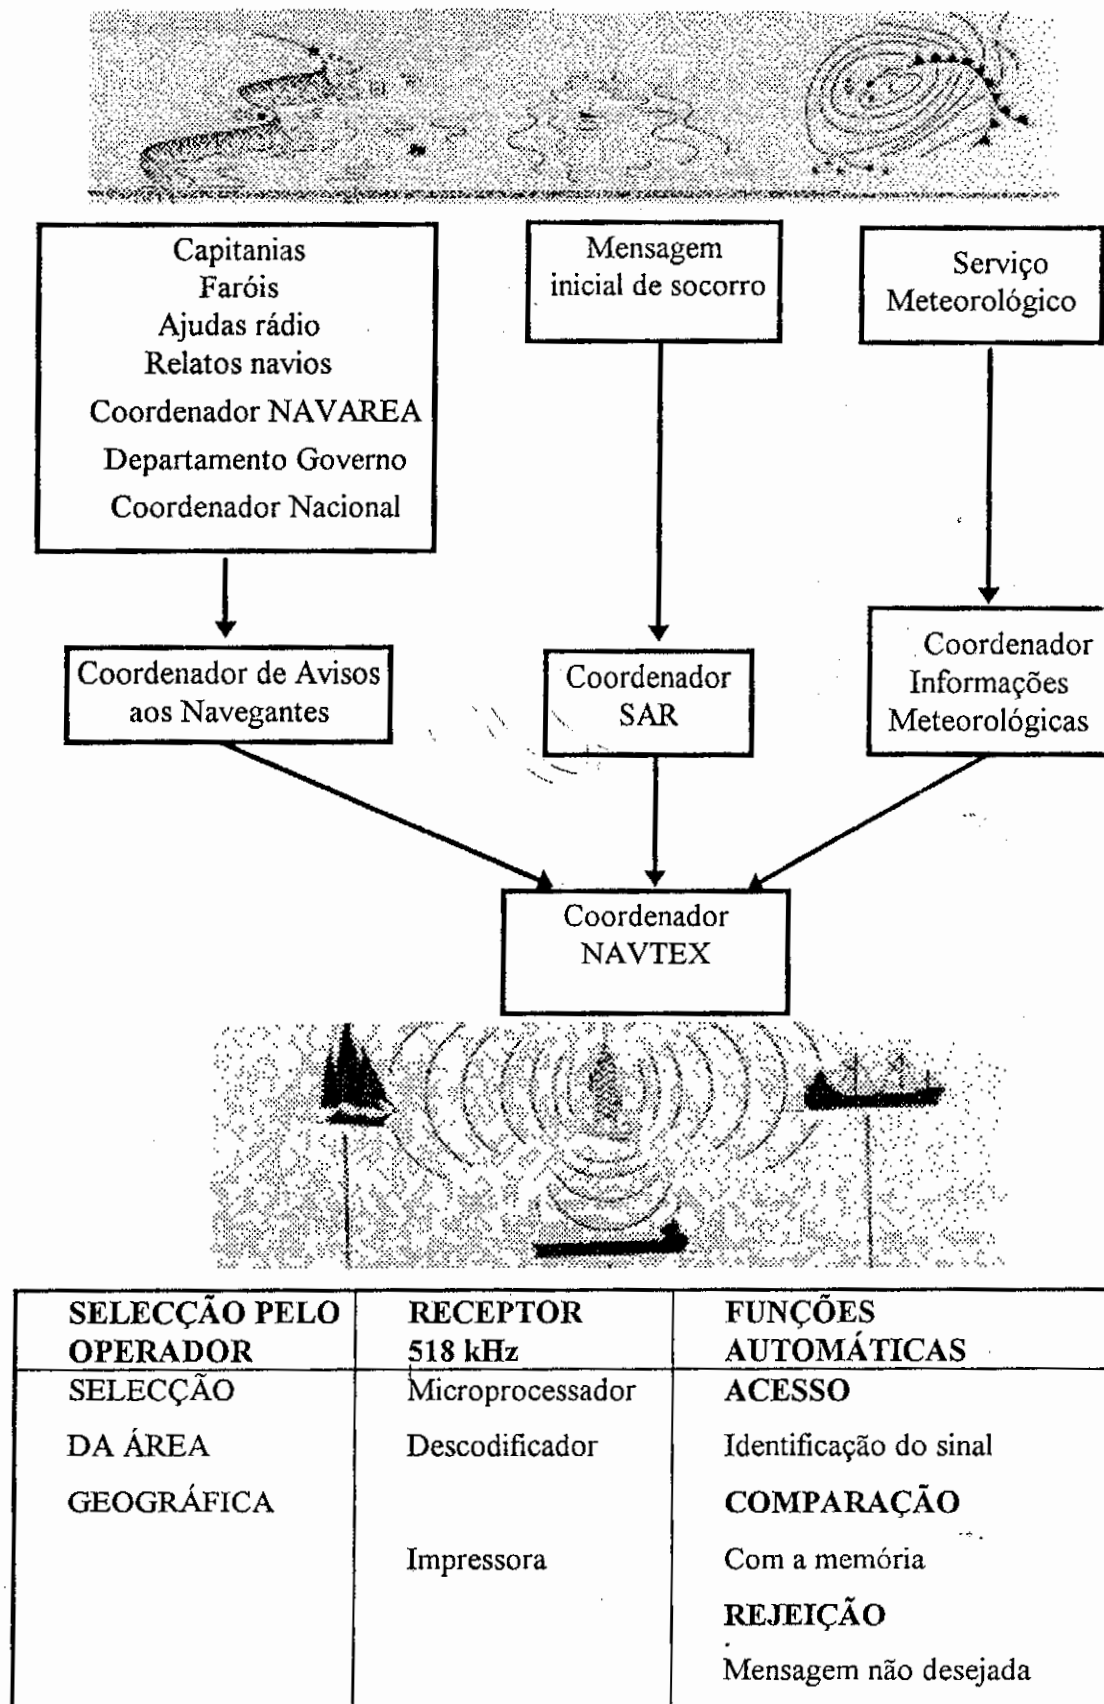 Capitanias
Faróis
Ajudas rádio
Relatos navios
Coordenador NAVAREA
Departamento Governo
Coordenador Nacional
Mensagem
inicial de socorro
Serviço
Meteorológico
Coordenador de Avisos
aos Navegantes
Coordenador
SAR
Coordenador
Informações
Meteorológicas
Coordenador
NAVTEX
SELECÇÃO PELO
OPERADOR
RECEPTOR
518 kHz
FUNÇÕES
AUTOMÁTICAS
SELECÇÃO
DA ÁREA
GEOGRÁFICA
Microprocessador
Descodificador
Impressora
ACESSO
Identificação do sinal
COMPARAÇÃO
Com a memória
REJEIÇÃO
Mensagem não desejada